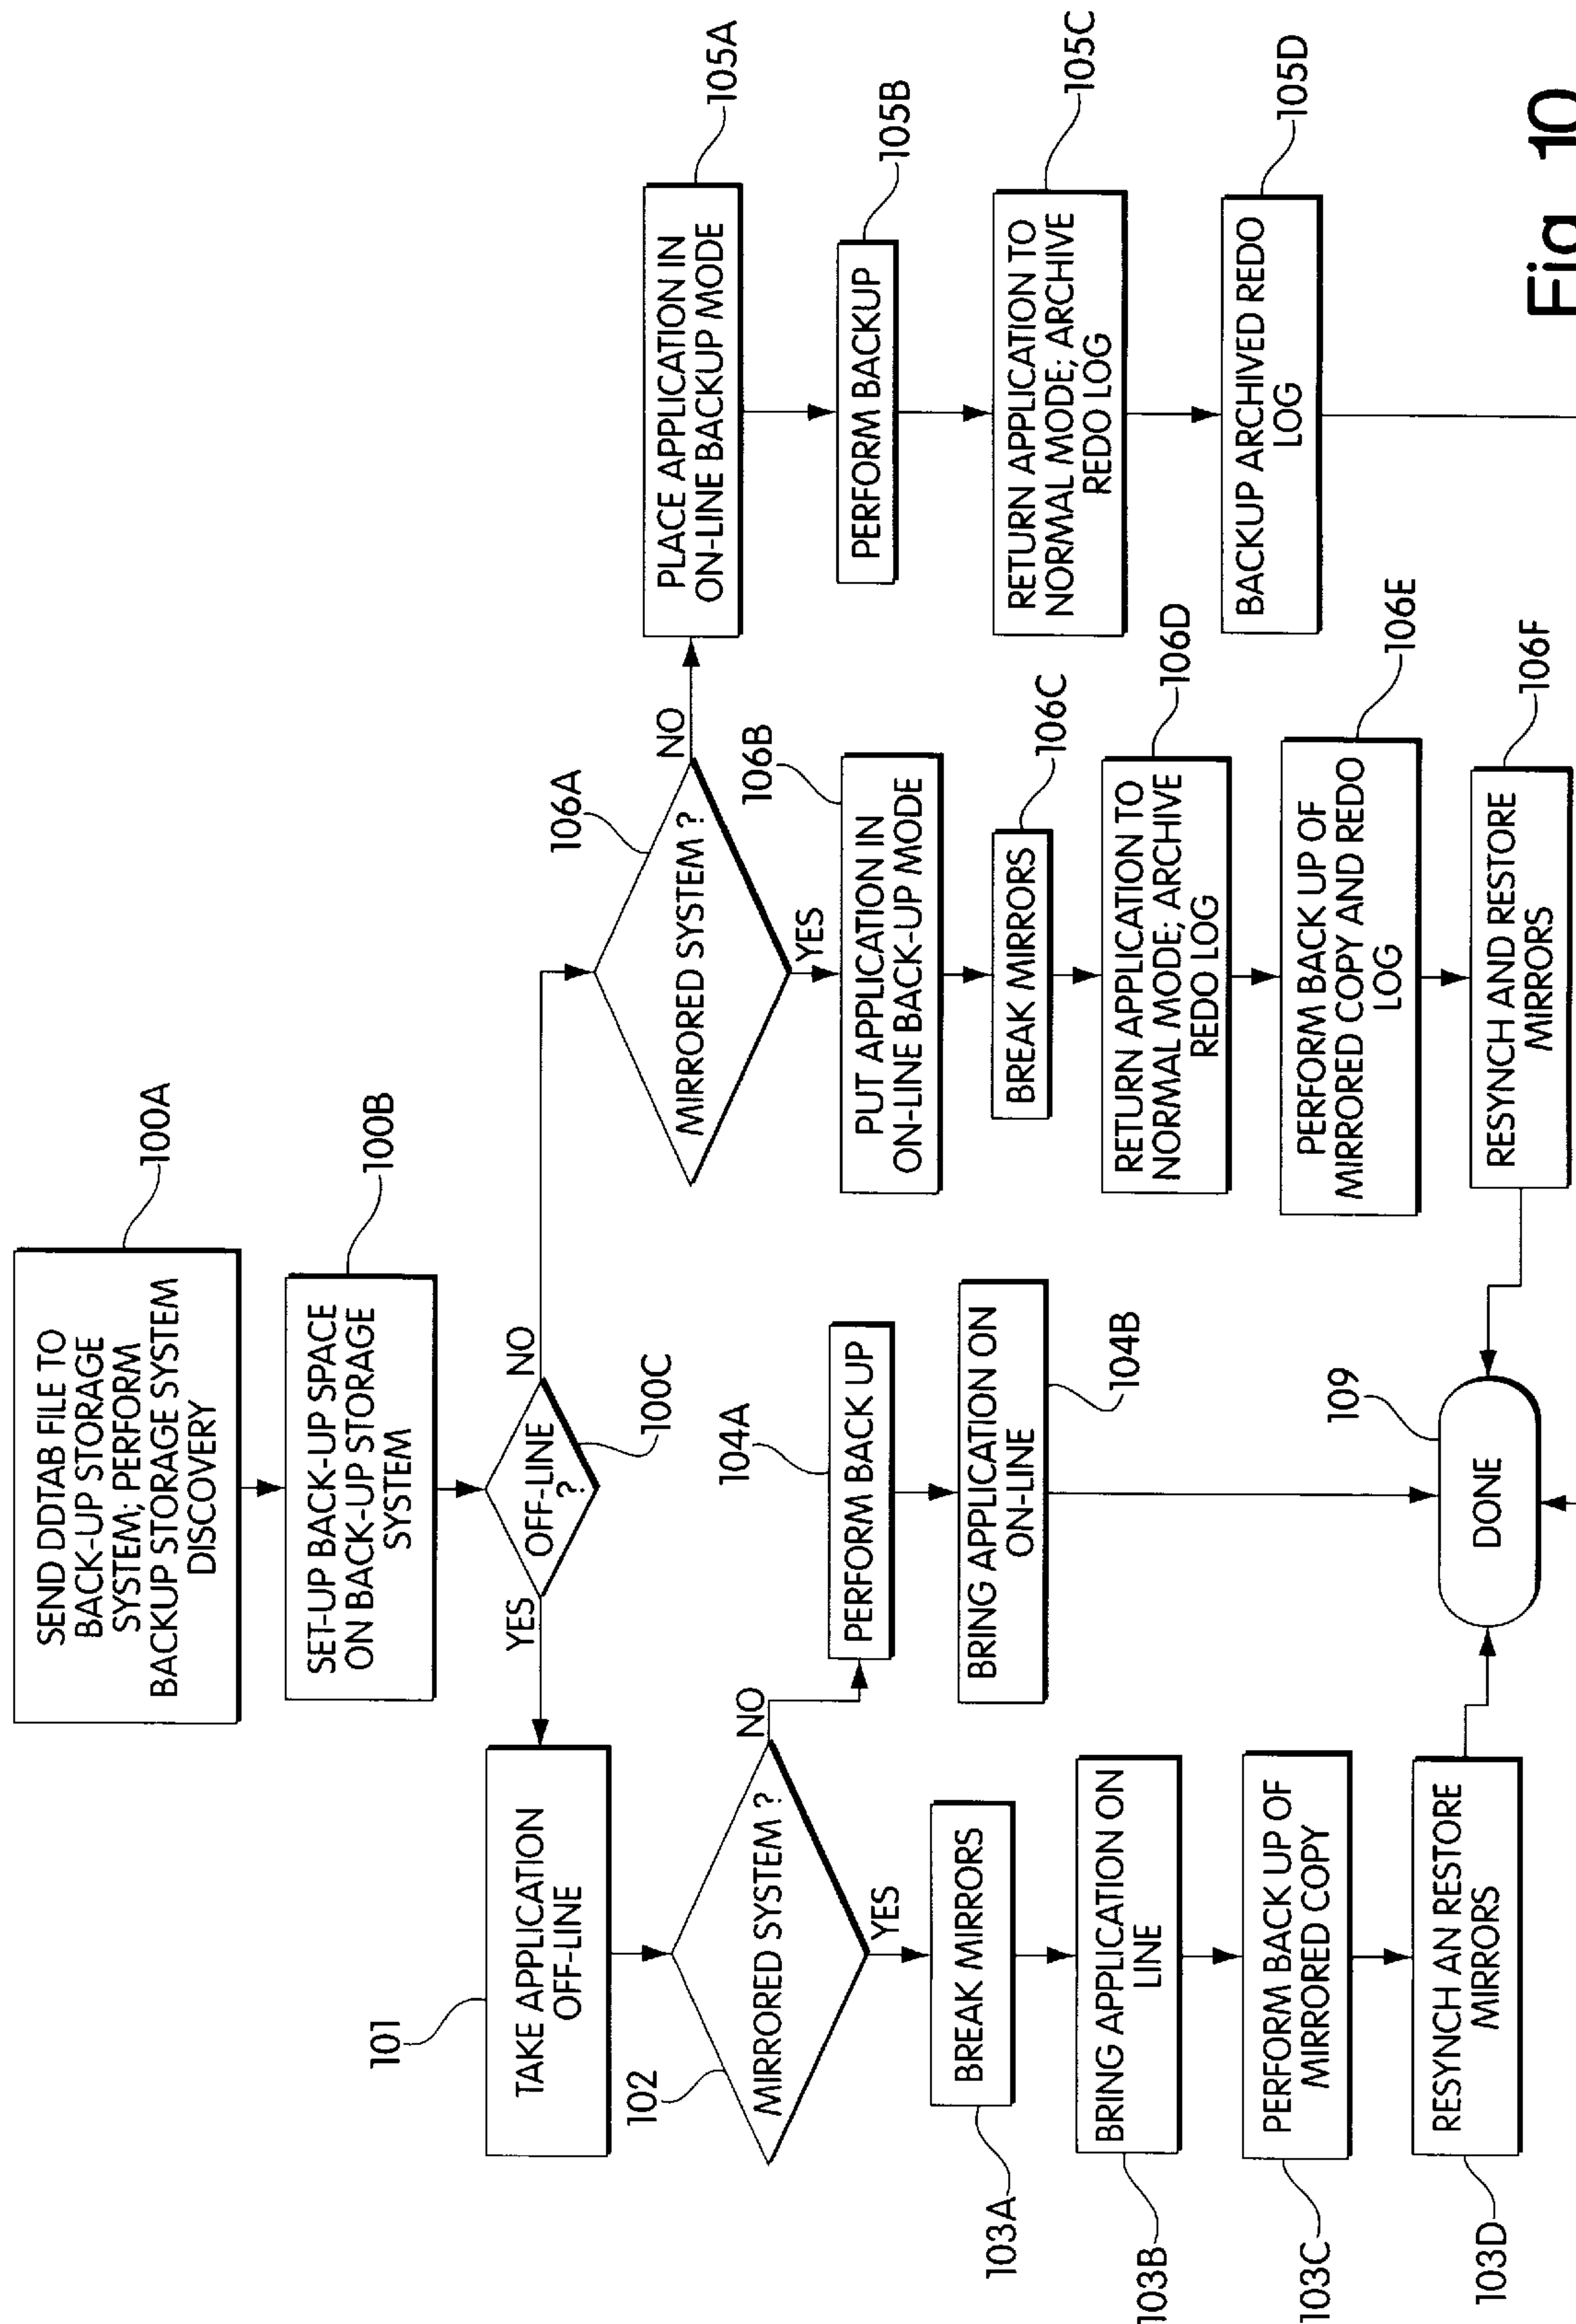 SEND DDTAB FILE TO
BACK-UP STORAGE
SYSTEM; PERFORM
BACKUP STORAGE SYSTEM
DISCOVERY
100A
SET-UP BACK-UP SPACE
ON BACK-UP STORAGE
SYSTEM
100B
OFF-LINE
?
100C
YES
NO
101
TAKE APPLICATION
OFF-LINE
102
MIRRORED SYSTEM ?
NO
YES
103A
BREAK MIRRORS
103B
BRING APPLICATION ON
LINE
103C
PERFORM BACK UP OF
MIRRORED COPY
103D
RESYNCH AN RESTORE
MIRRORS
104A
PERFORM BACK UP
BRING APPLICATION ON
ON-LINE
104B
109
DONE
106A
MIRRORED SYSTEM ?
NO
YES
106B
PUT APPLICATION IN
ON-LINE BACK-UP MODE
106C
BREAK MIRRORS
106D
RETURN APPLICATION TO
NORMAL MODE; ARCHIVE
REDO LOG
106E
PERFORM BACK UP OF
MIRRORED COPY AND REDO
LOG
106F
RESYNCH AND RESTORE
MIRRORS
105A
PLACE APPLICATION IN
ON-LINE BACKUP MODE
105B
PERFORM BACKUP
105C
RETURN APPLICATION TO
NORMAL MODE; ARCHIVE
REDO LOG
105D
BACKUP ARCHIVED REDO
LOG
Fig. 10